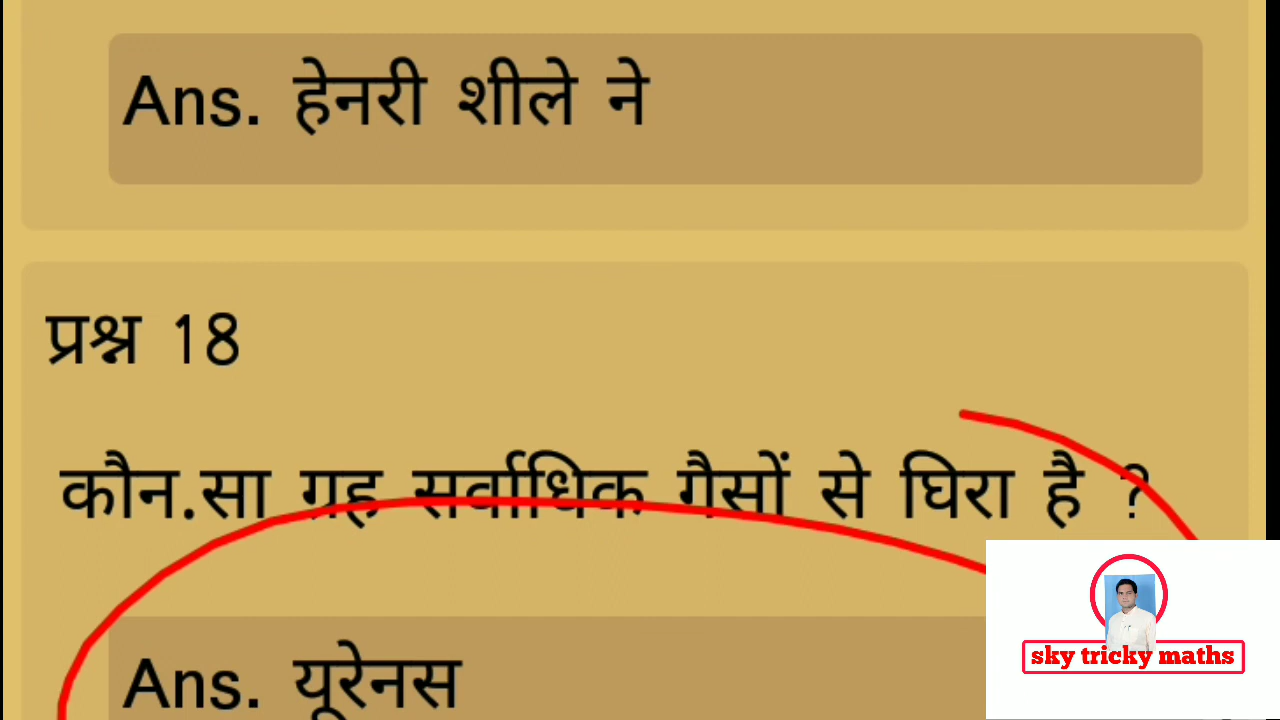 Ans. हेनरी शीले ने
प्रश्न 18
कौन.सा ग्रह सर्वाधिक गैसों से घिरा है ?
Ans. यूरेनस
sky tricky maths